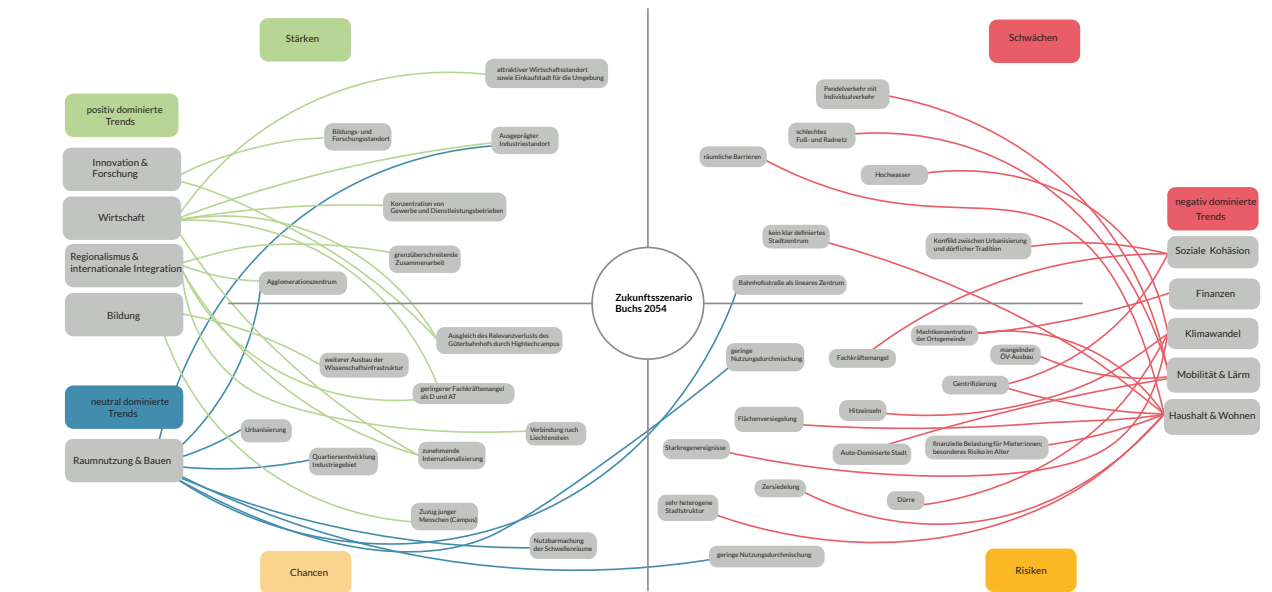 Stärken
Schwächen
attraktiver Wirtschaftsstandort
sowie Einkaufstadt für die Umgebung
Pendelverkehr mit
Individualverkehr
positiv dominierte
Trends
Bildungs- und
Forschungsstandort
Ausgeprägter
Industriestandort
schlechtes
Fuß- und Radnetz
räumliche Barrieren
Innovation &
Forschung
Hochwasser
Wirtschaft
Konzentration von
Gewerbe und Dienstleistungsbetrieben
negativ dominierte
Trends
kein klar definiertes
Stadtzentrum
Konflikt zwischen Urbanisierung
und dörflicher Tradition
Soziale Kohäsion
Regionalismus &
internationale Integration
grenzüberschreitende
Zusammenarbeit
Agglomerationszentrum
Bahnhofstraße als lineares Zentrum
Finanzen
Zukunftsszenario
Buchs 2054
Bildung
Klimawandel
Ausgleich des Relevanzverlusts des
Güterbahnhofs durch Hightechcampus
Machtkonzentration
der Ortsgemeinde
geringe
Nutzungsdurchmischung
Fachkräftemangel
mangelnder
ÖV-Ausbau
weiterer Ausbau der
Wissenschaftsinfrastruktur
Mobilität & Lärm
geringerer Fachkräftemangel
als D und AT
Gentrifizierung
neutral dominierte
Trends
Hitzeinseln
Haushalt & Wohnen
Flächenversiegelung
Urbanisierung
Verbindung nach
Liechtenstein
Starkregenereignisse
Auto-Dominierte Stadt
finanzielle Belastung für Mieter:innen;
besonderes Risiko im Alter
Raumnutzung & Bauen
Quartiersentwicklung
Industriegebiet
zunehmende
Internationalisierung
Zersiedelung
Dürre
sehr heterogene
Stadtstruktur
Zuzug junger
Menschen (Campus)
Nutzbarmachung
der Schwellenräume
geringe Nutzungsdurchmischung
Chancen
Risiken